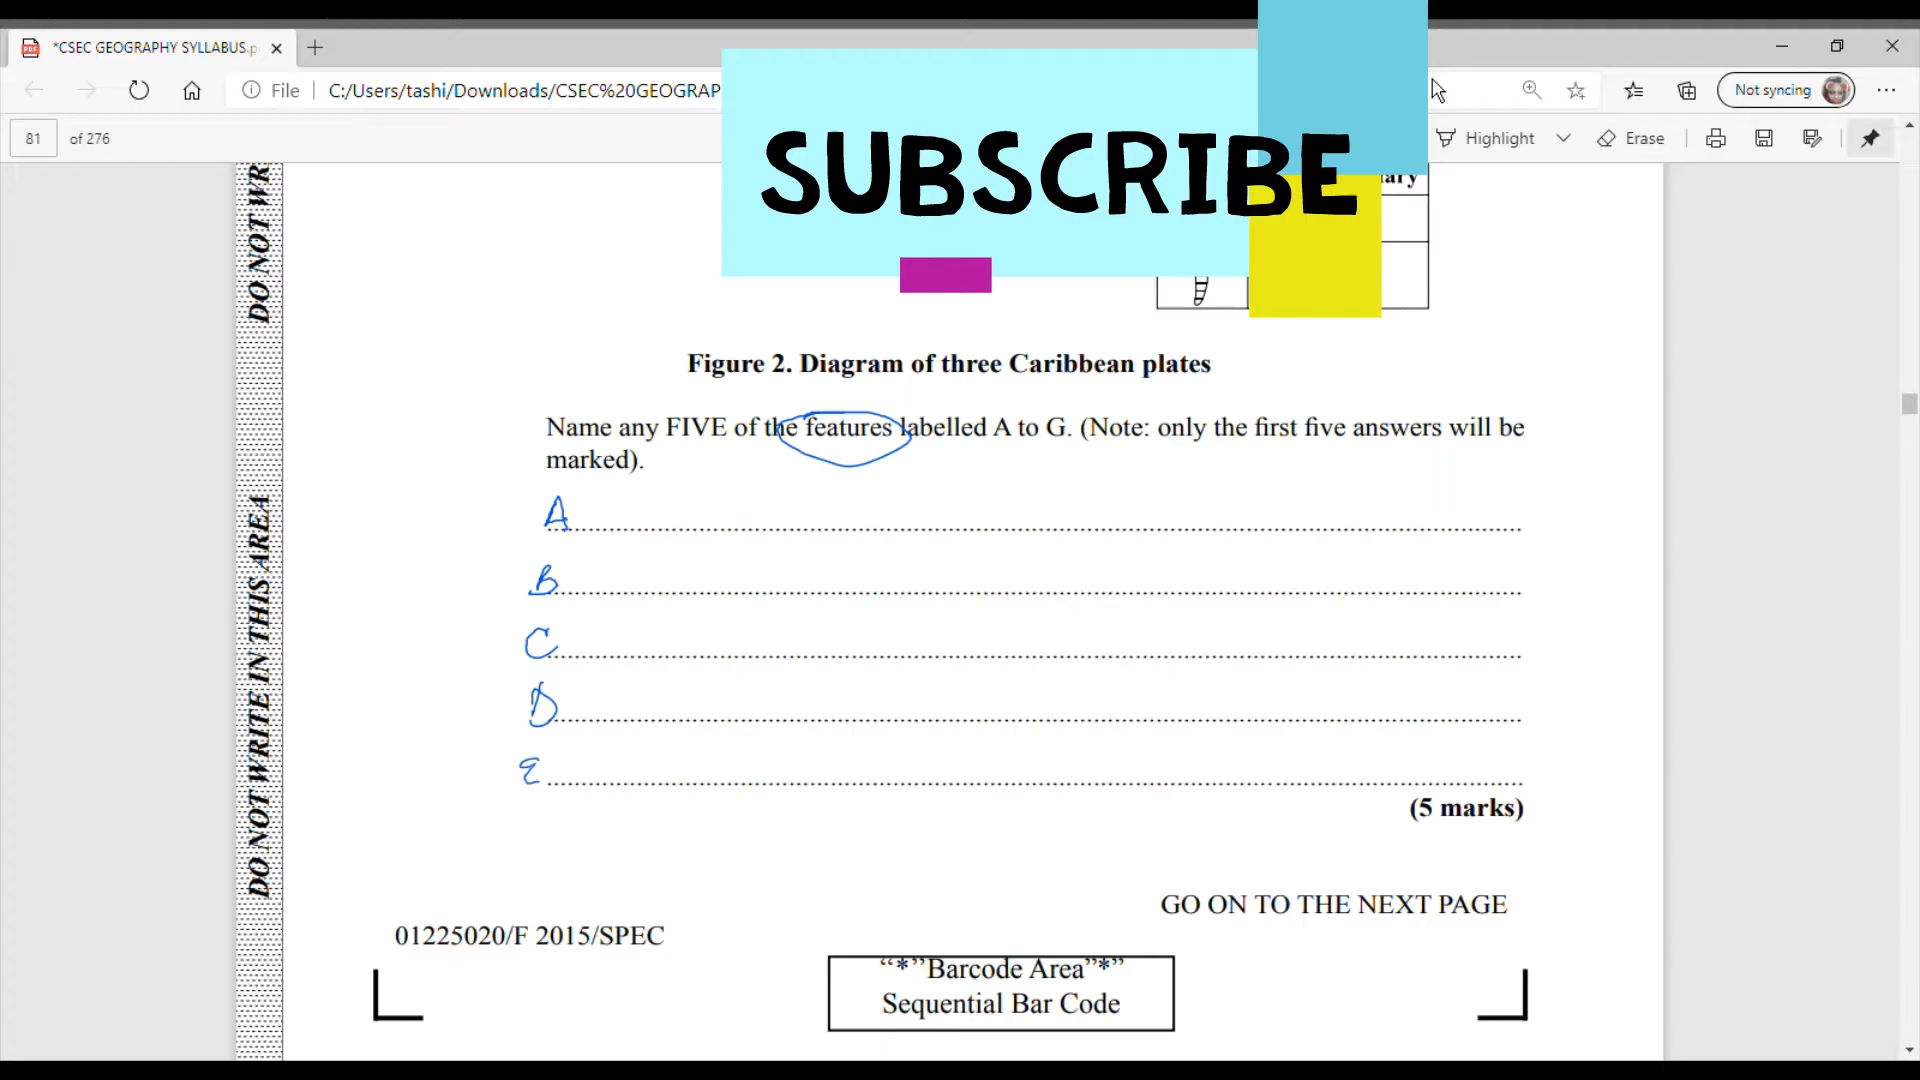 *CSEC GEOGRAPHY SYLLABUS.p
File
C:/Users/tashi/Downloads/CSEC%20GEOGRAP
Not syncing
81
of 276
Highlight
Erase
SUBSCRIBE
DO NOT WR
Figure 2. Diagram of three Caribbean plates
Name any FIVE of the features labelled A to G. (Note: only the first five answers will be
marked).
A
B
C
D
E
DO NOT WRITE IN THIS AREA
(5 marks)
GO ON TO THE NEXT PAGE
01225020/F 2015/SPEC
“*”Barcode Area”*”
Sequential Bar Code